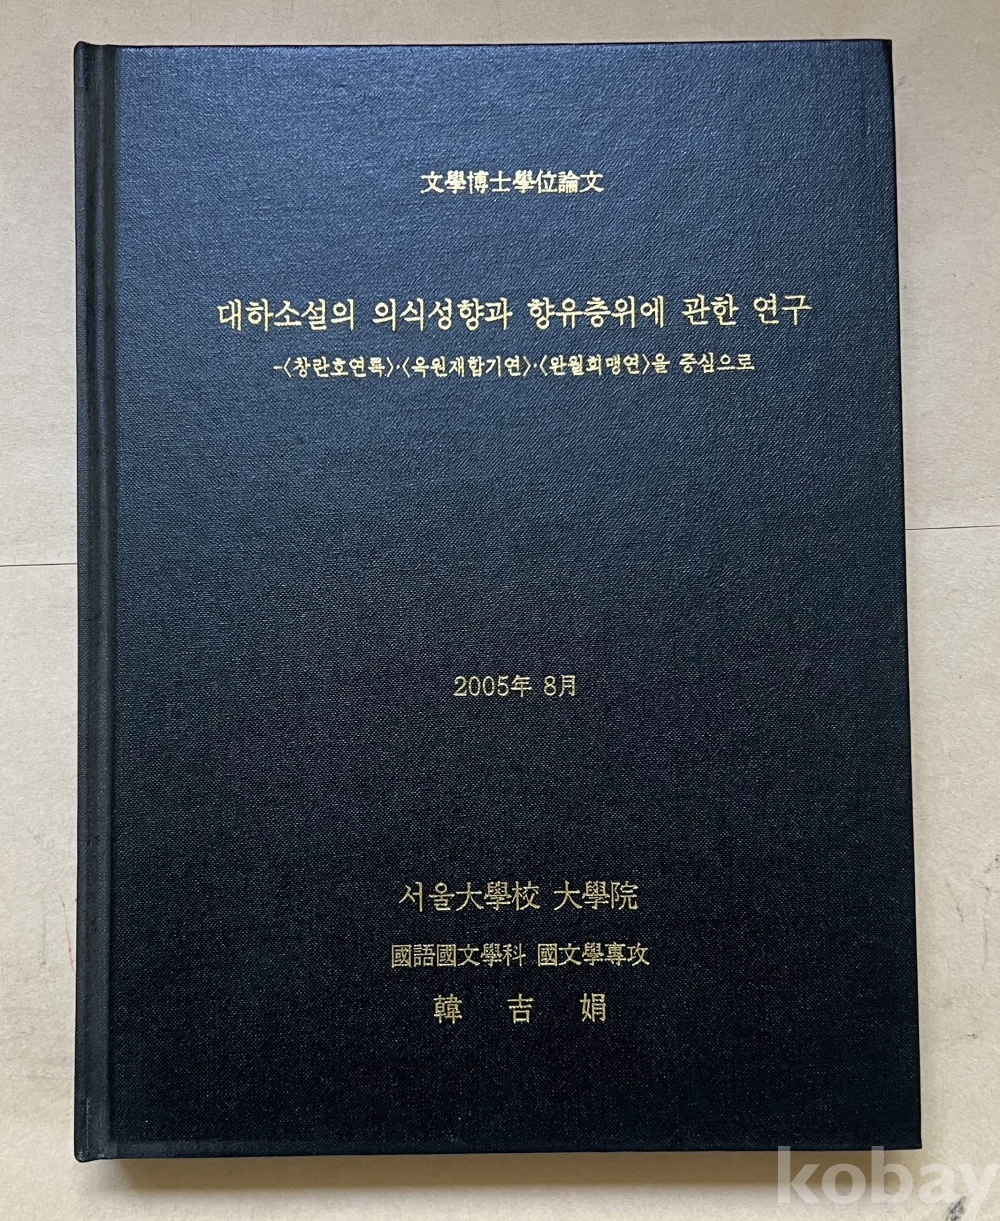 文學博士學位論文
대하소설의 의식성향과 향유층위에 관한 연구
-<창란호연록>·<옥원재합기연>·<완월회맹연>을 중심으로
2005年 8月
서울大學校 大學院
國語國文學科 國文學專攻
韓 吉 娟
kobay